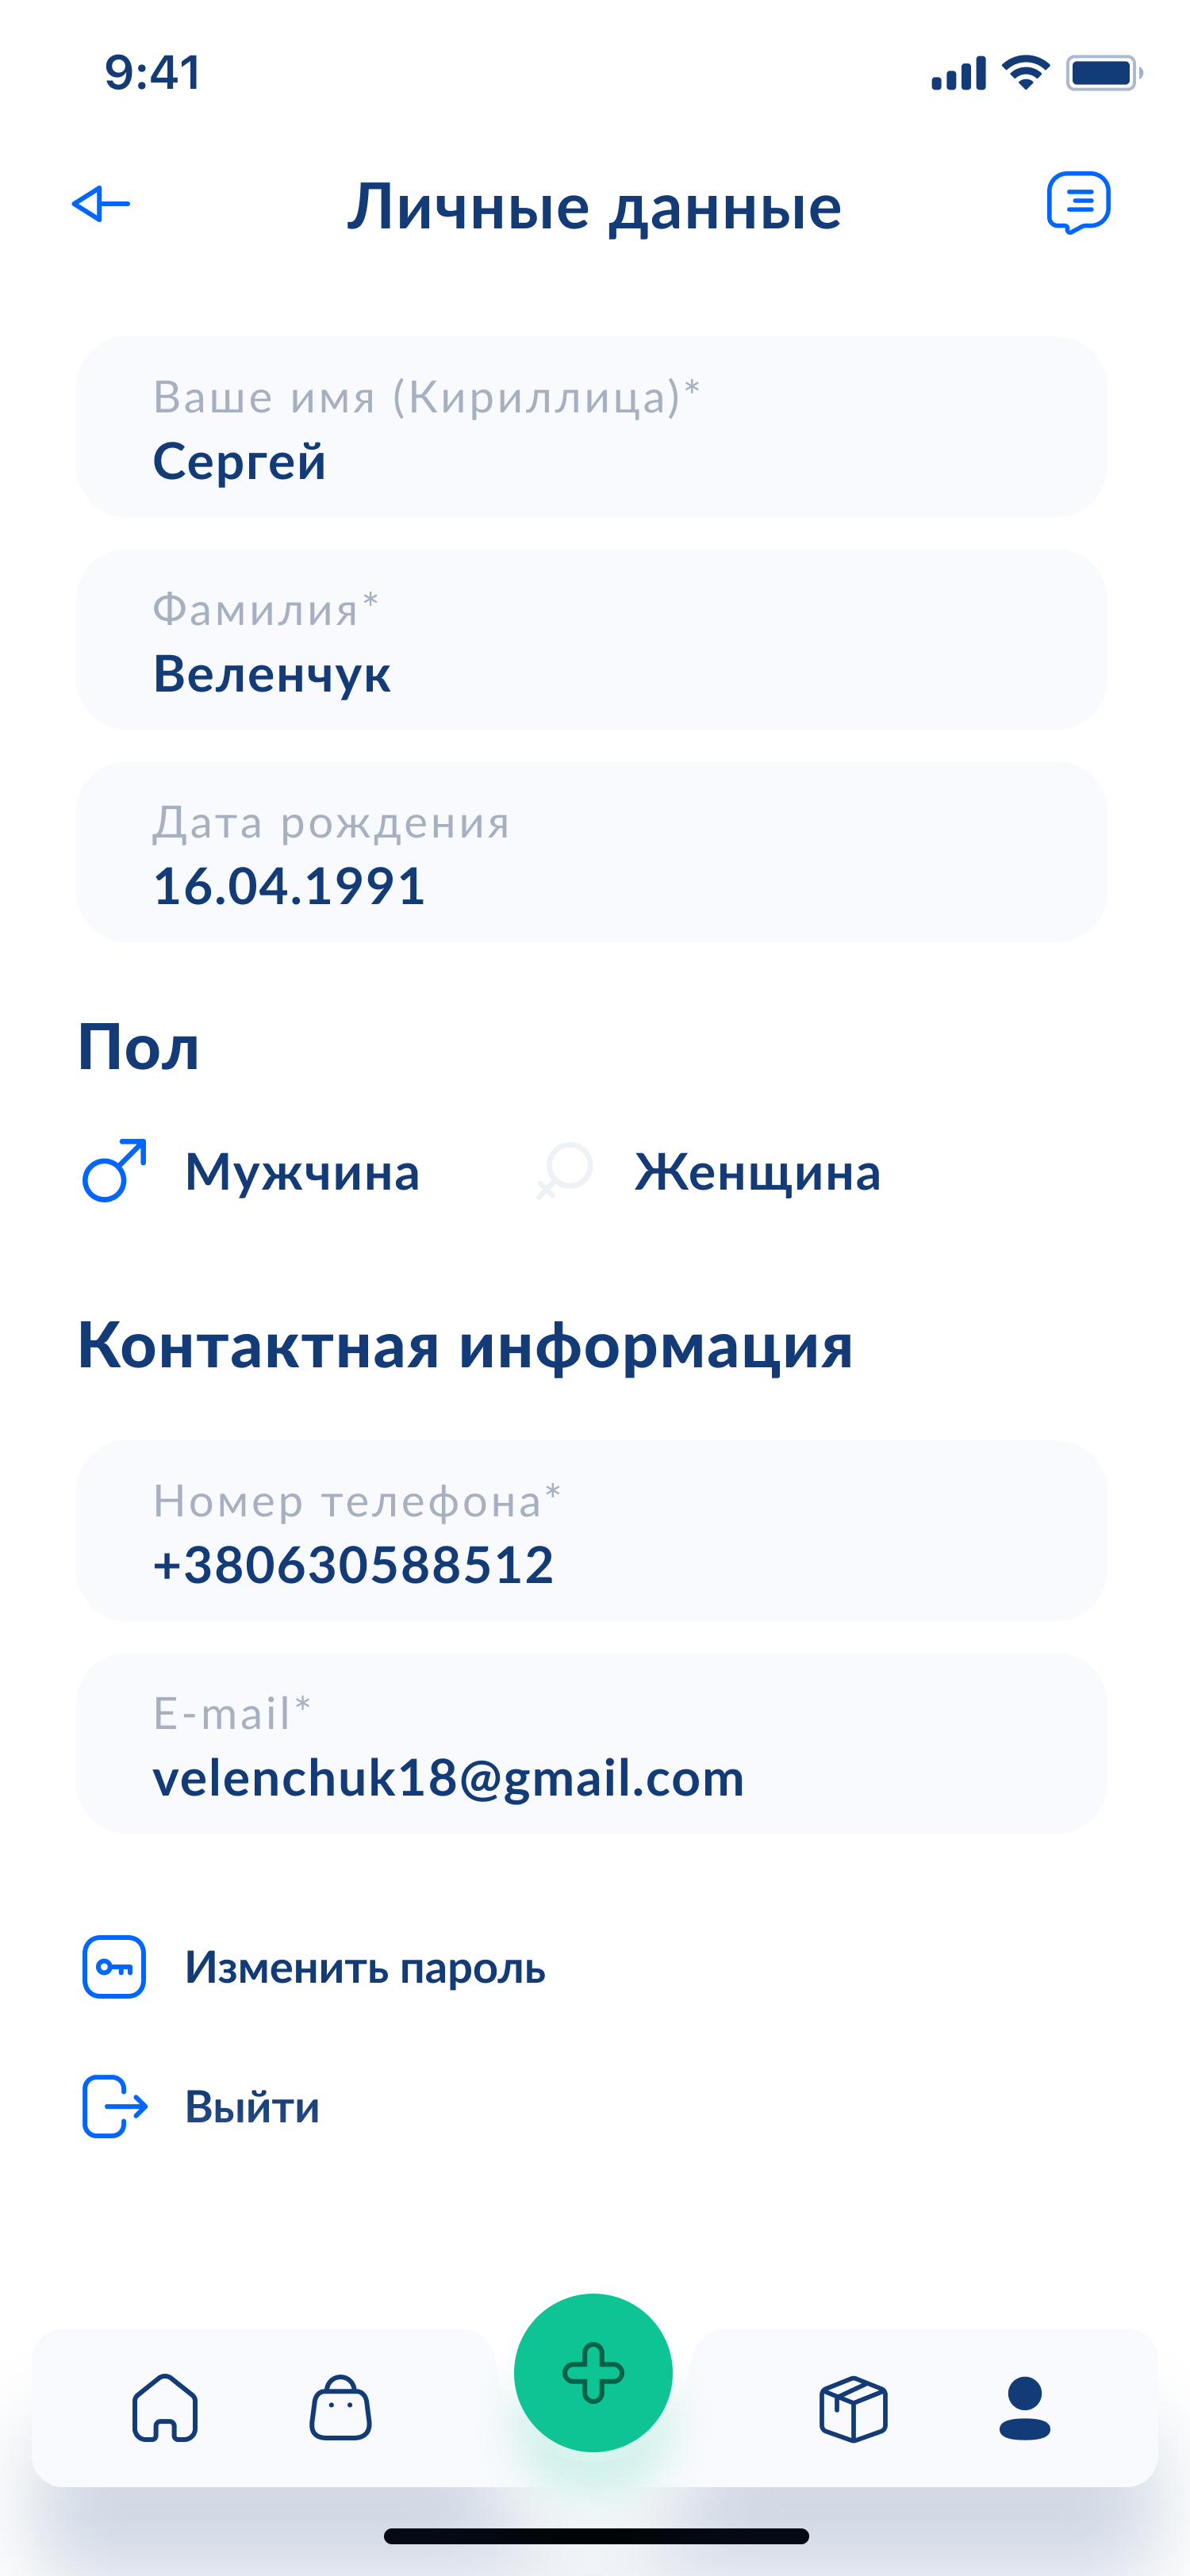 9:41
Личные данные
Ваше имя (Кириллица)*
Сергей
Фамилия*
Веленчук
Дата рождения
16.04.1991
Пол
Мужчина Женщина
Контактная информация
Номер телефона*
+380630588512
E-mail*
velenchuk18@gmail.com
Изменить пароль
Выйти